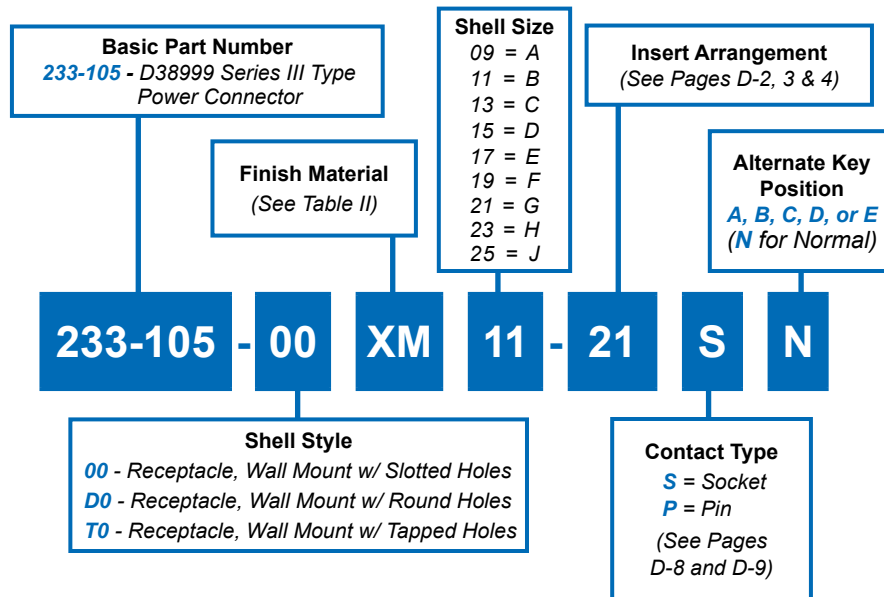 Basic Part Number
233-105 - D38999 Series III Type
Power Connector
Finish Material
(See Table II)
Shell Size
09 = A
11 = B
13 = C
15 = D
17 = E
19 = F
21 = G
23 = H
25 = J
Insert Arrangement
(See Pages D-2, 3 & 4)
Alternate Key
Position
A, B, C, D, or E
(N for Normal)
233-105 - 00 XM 11 - 21 S N
Shell Style
00 - Receptacle, Wall Mount w/ Slotted Holes
D0 - Receptacle, Wall Mount w/ Round Holes
T0 - Receptacle, Wall Mount w/ Tapped Holes
Contact Type
S = Socket
P = Pin
(See Pages
D-8 and D-9)